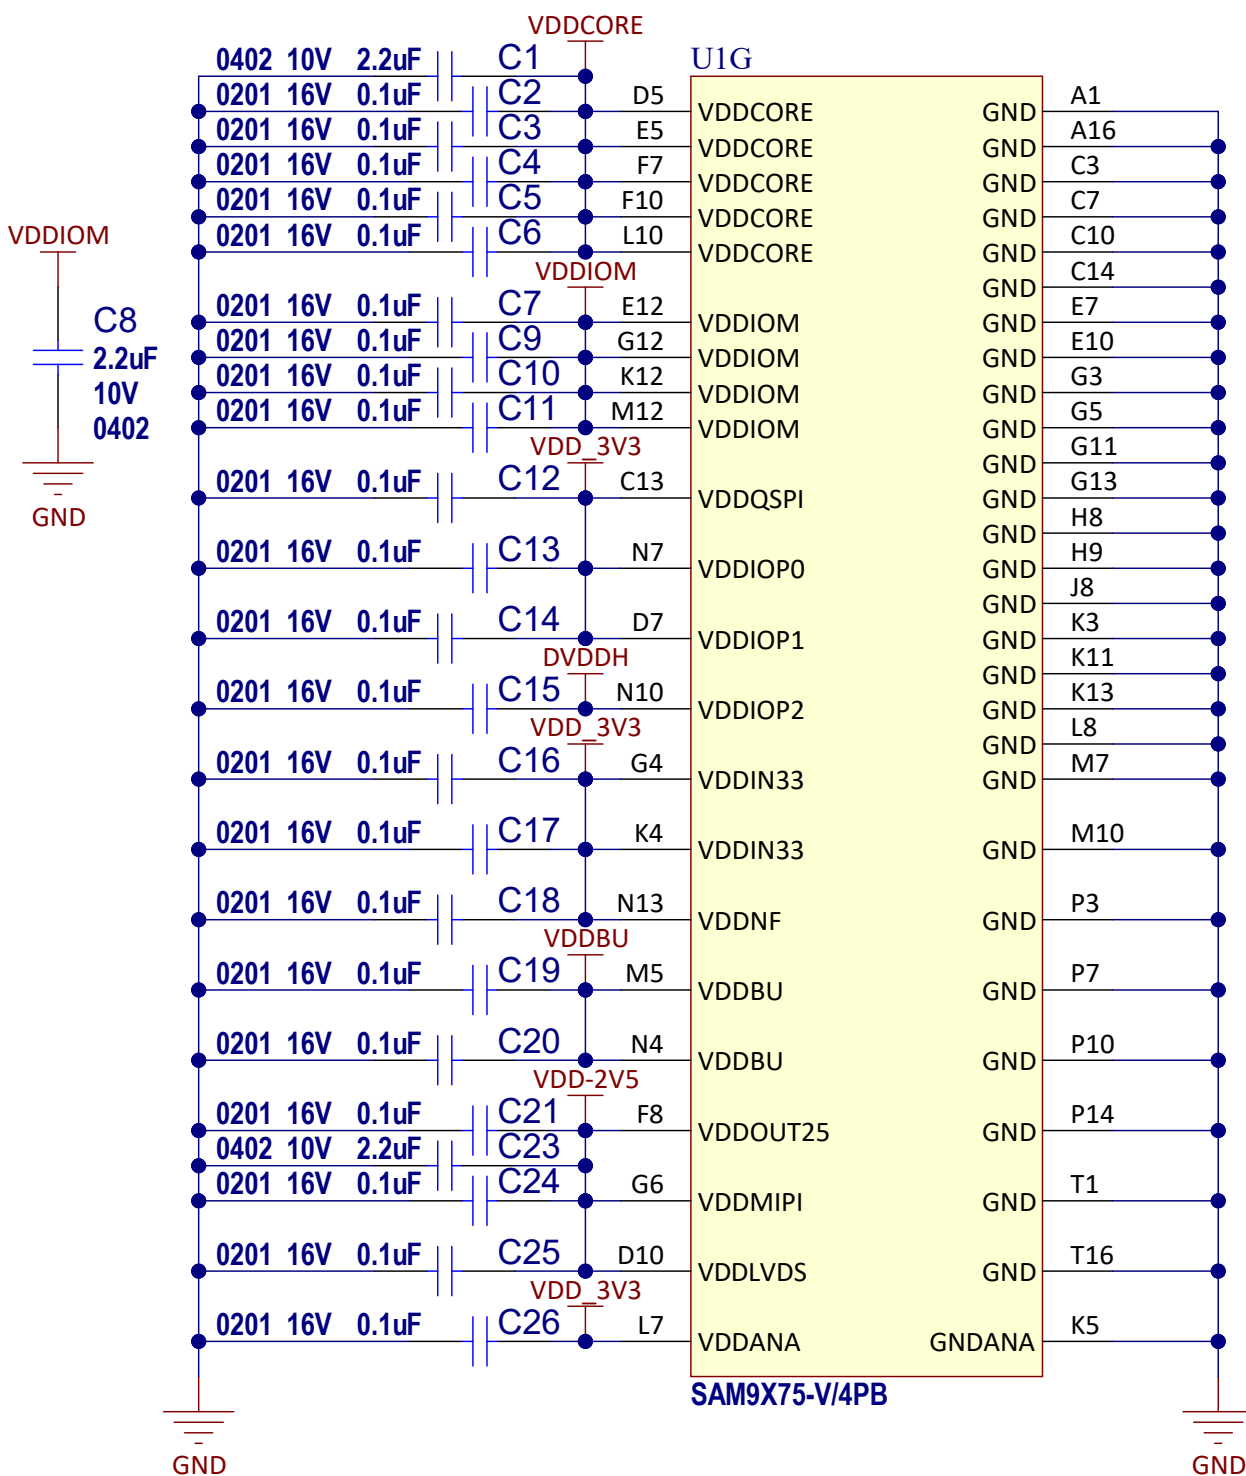 VDDCORE
0402 10V 2.2uF C1 U1G
0201 16V 0.1uF C2 D5 VDDCORE GND A1
0201 16V 0.1uF C3 E5 VDDCORE GND A16
0201 16V 0.1uF C4 F7 VDDCORE GND C3
0201 16V 0.1uF C5 F10 VDDCORE GND C7
0201 16V 0.1uF C6 L10 VDDCORE GND C10
VDDIOM
VDDIOM GND C14
0201 16V 0.1uF C7 E12 VDDIOM GND E7
C8
0201 16V 0.1uF C9 G12 VDDIOM GND E10
2.2uF
0201 16V 0.1uF C10 K12 VDDIOM GND G3
10V
0201 16V 0.1uF C11 M12 VDDIOM GND G5
0402
VDD_3V3 GND G11
0201 16V 0.1uF C12 C13 VDDQSPI GND G13
GND
GND H8
0201 16V 0.1uF C13 N7 VDDIOP0 GND H9
GND J8
0201 16V 0.1uF C14 D7 VDDIOP1 GND K3
DVDDH GND K11
0201 16V 0.1uF C15 N10 VDDIOP2 GND K13
VDD_3V3 GND L8
0201 16V 0.1uF C16 G4 VDDIN33 GND M7
0201 16V 0.1uF C17 K4 VDDIN33 GND M10
0201 16V 0.1uF C18 N13 VDDNF GND P3
VDDBU
0201 16V 0.1uF C19 M5 VDDBU GND P7
0201 16V 0.1uF C20 N4 VDDBU GND P10
VDD-2V5
0201 16V 0.1uF C21 F8 VDDOUT25 GND P14
0402 10V 2.2uF C23
0201 16V 0.1uF C24 G6 VDDMIPI GND T1
0201 16V 0.1uF C25 D10 VDDLVDS GND T16
VDD_3V3
0201 16V 0.1uF C26 L7 VDDANA GNDANA K5
SAM9X75-V/4PB
GND GND